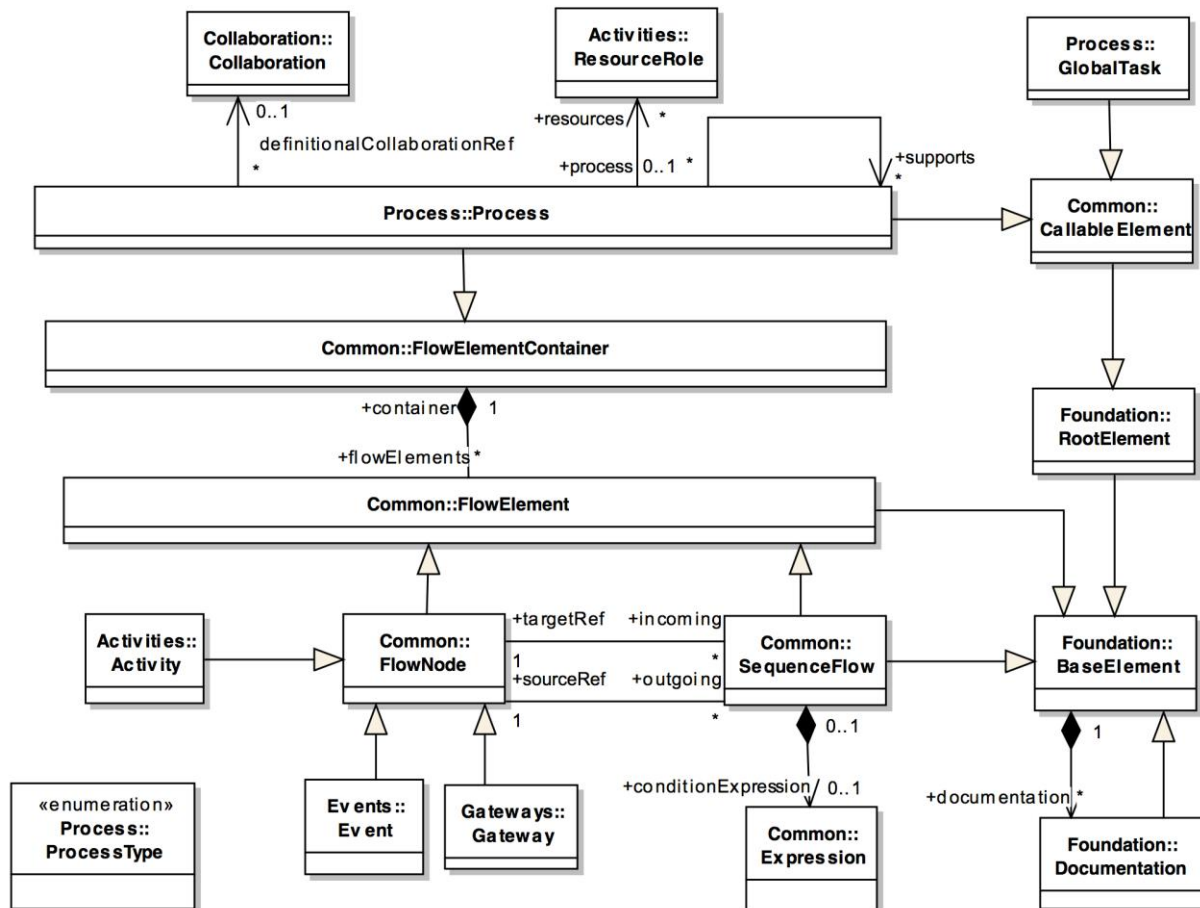 Collaboration::
Collaboration
Activities::
ResourceRole
Process::
GlobalTask
0..1
definitionalCollaborationRef
*
+resources
*
+process
0..1
*
+supports
*
Process::Process
Common::
CallableElement
Common::FlowElementContainer
+container
1
+flowElements
*
Foundation::
RootElement
Common::FlowElement
Activities::
Activity
Common::
FlowNode
+targetRef
+incoming
1
*
+sourceRef
+outgoing
1
*
Common::
SequenceFlow
Foundation::
BaseElement
0..1
1
+conditionExpression
0..1
+documentation
*
«enumeration»
Process::
ProcessType
Events::
Event
Gateways::
Gateway
Common::
Expression
Foundation::
Documentation